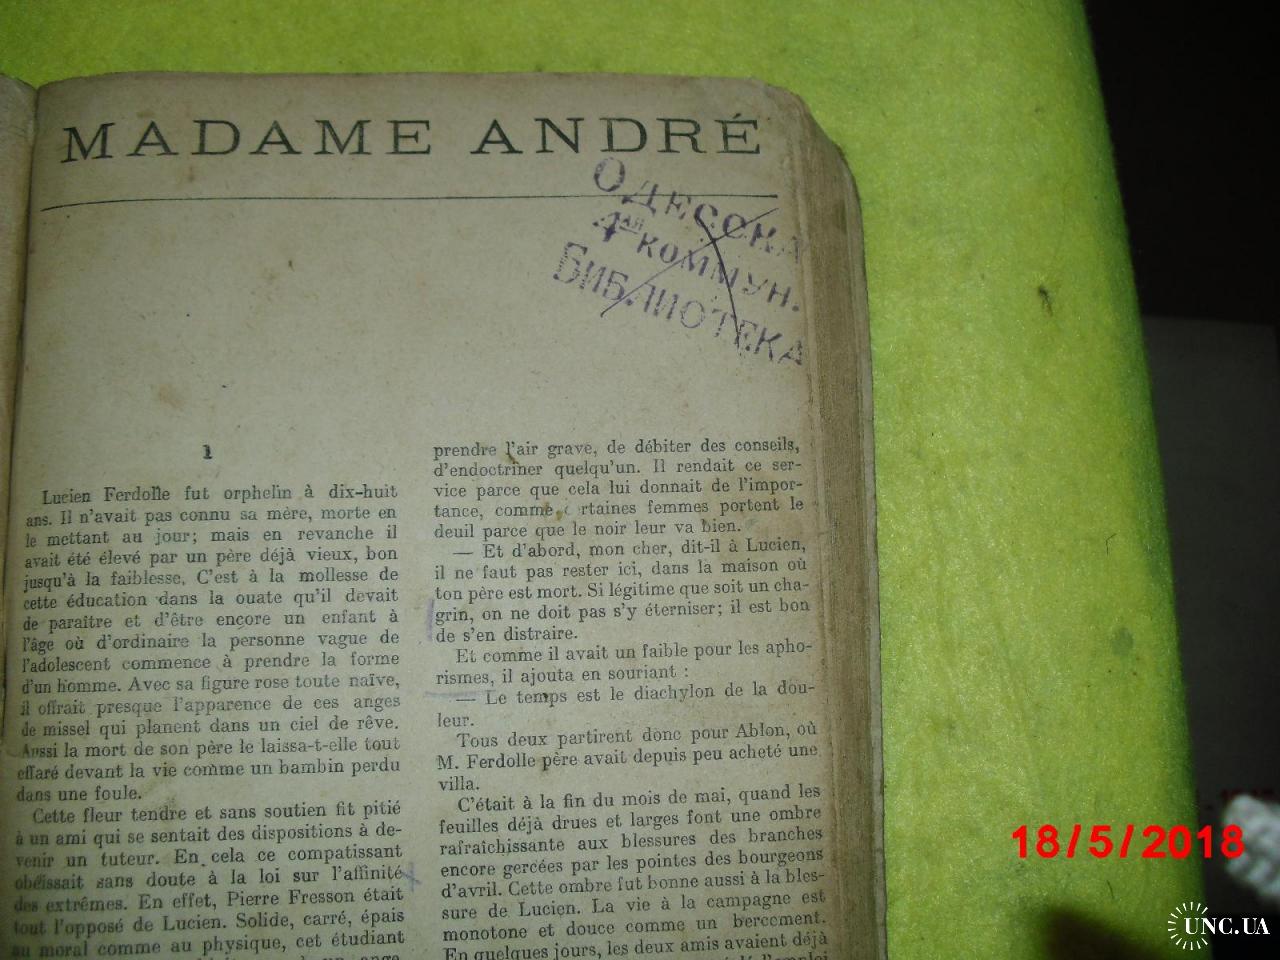 MADAME ANDRÉ
ОДЕССКА
4ая КОММУН.
БИБЛИОТЕКА
1
Lucien Ferdolle fut orphelin à dix-huit
ans. Il n'avait pas connu sa mère, morte en
le mettant au jour; mais en revanche il
avait été élevé par un père déjà vieux, bon
jusqu'à la faiblesse. C'est à la mollesse de
cette éducation dans la ouate qu'il devait
de paraître et d'être encore un enfant à
l'âge où d'ordinaire la personne vague de
l'adolescent commence à prendre la forme
d'un homme. Avec sa figure rose toute naïve,
il offrait presque l'apparence de ces anges
de missel qui planent dans un ciel de rêve.
Aussi la mort de son père le laissa-t-elle tout
effaré devant la vie comme un bambin perdu
dans une foule.
Cette fleur tendre et sans soutien fit pitié
à un ami qui se sentait des dispositions à de-
venir un tuteur. En cela ce compatissant
obéissait sans doute à la loi sur l'affinité
des extrêmes. En effet, Pierre Fresson était
tout l'opposé de Lucien. Solide, carré, épais
au moral comme au physique, cet étudiant
prendre l'air grave, de débiter des conseils,
d'endoctriner quelqu'un. Il rendait ce ser-
vice parce que cela lui donnait de l'impor-
tance, comme c rtaines femmes portent le
deuil parce que le noir leur va bien.
— Et d'abord, mon cher, dit-il à Lucien,
il ne faut pas rester ici, dans la maison où
ton père est mort. Si légitime que soit un cha-
grin, on ne doit pas s'y éterniser; il est bon
de s'en distraire.
Et comme il avait un faible pour les apho-
rismes, il ajouta en souriant :
— Le temps est le diachylon de la dou-
leur.
Tous deux partirent donc pour Ablon, où
M. Ferdolle père avait depuis peu acheté une
villa.
C'était à la fin du mois de mai, quand les
feuilles déjà drues et larges font une ombre
rafraîchissante aux blessures des branches
encore gercées par les pointes des bourgeons
d'avril. Cette ombre fut bonne aussi à la bles-
sure de Lucien. La vie à la campagne est
monotone et douce comme un bercement.
En quelques jours, les deux amis avaient déjà
18/5/2018
UNC.UA